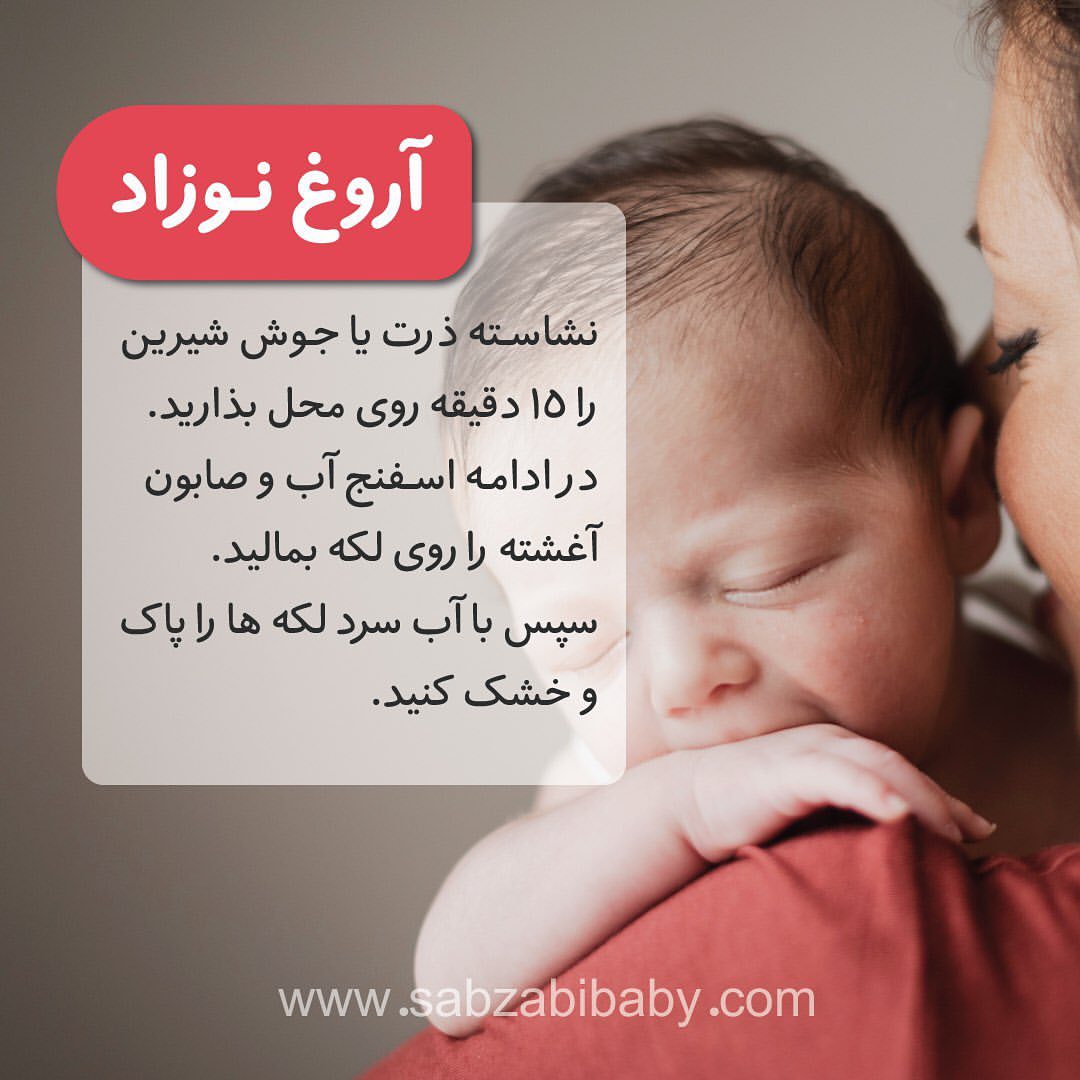 آروغ نوزاد
نشاسته ذرت یا جوش شیرین
را ۱۵ دقیقه روی محل بذارید.
در ادامه اسفنج آب و صابون
آغشته را روی لکه بمالید.
سپس با آب سرد لکه ها را پاک
و خشک کنید.
www.sabzabibaby.com